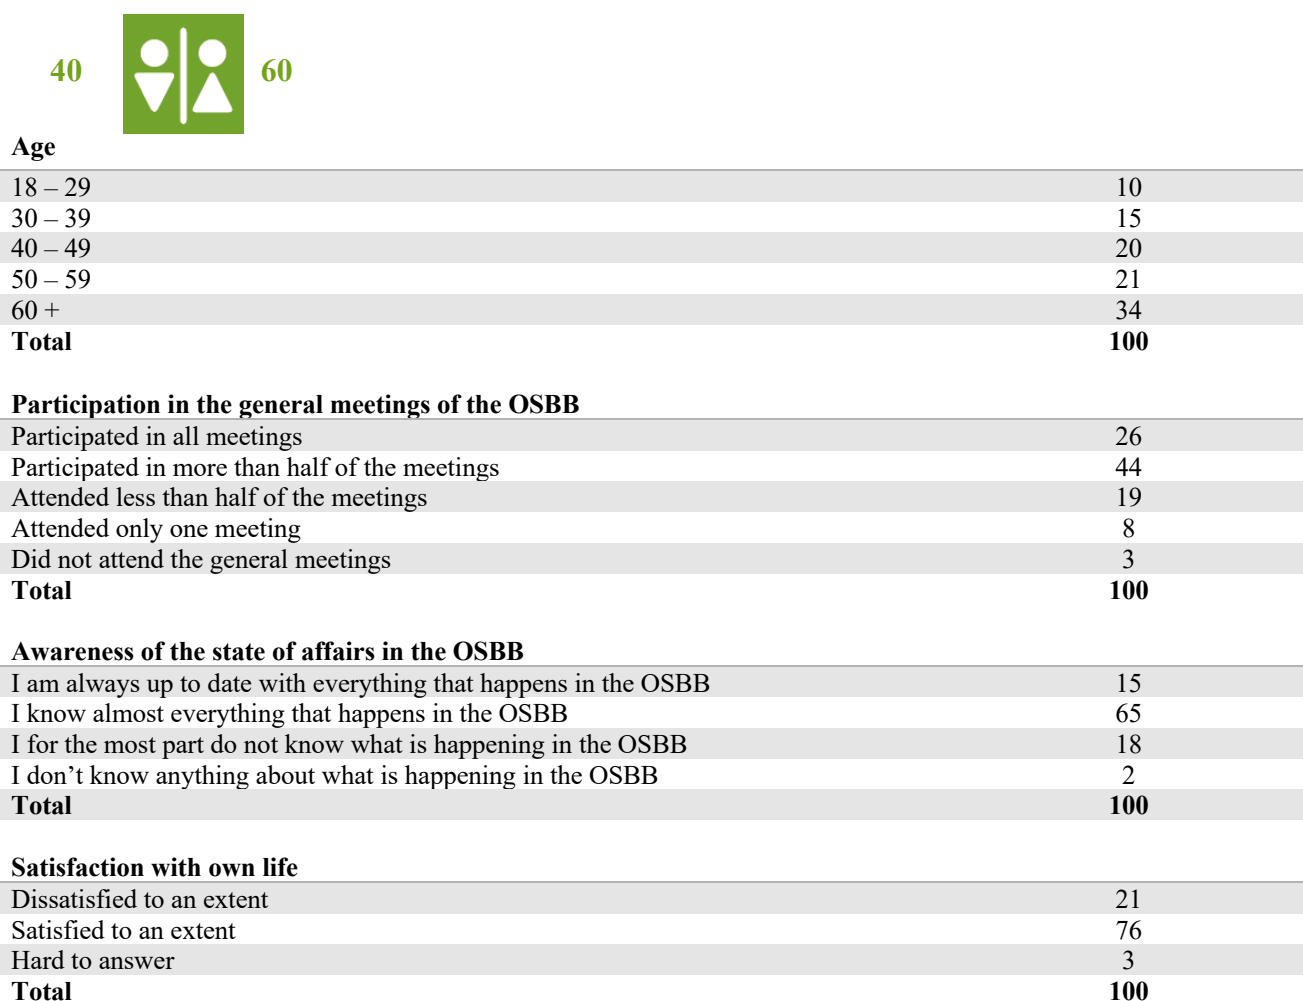 40 60
Age
18 – 29 10
30 – 39 15
40 – 49 20
50 – 59 21
60 + 34
Total 100
Participation in the general meetings of the OSBB
Participated in all meetings 26
Participated in more than half of the meetings 44
Attended less than half of the meetings 19
Attended only one meeting 8
Did not attend the general meetings 3
Total 100
Awareness of the state of affairs in the OSBB
I am always up to date with everything that happens in the OSBB 15
I know almost everything that happens in the OSBB 65
I for the most part do not know what is happening in the OSBB 18
I don’t know anything about what is happening in the OSBB 2
Total 100
Satisfaction with own life
Dissatisfied to an extent 21
Satisfied to an extent 76
Hard to answer 3
Total 100